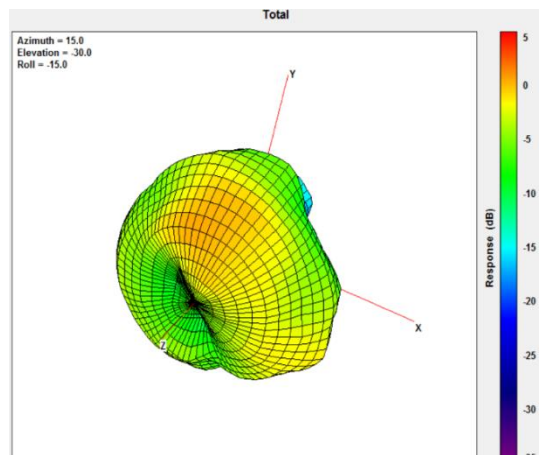 Total
Azimuth = 15.0
Elevation = -30.0
Roll = -15.0
Y
X
Z
5
0
-5
-10
-15
-20
-25
-30
Response (dB)